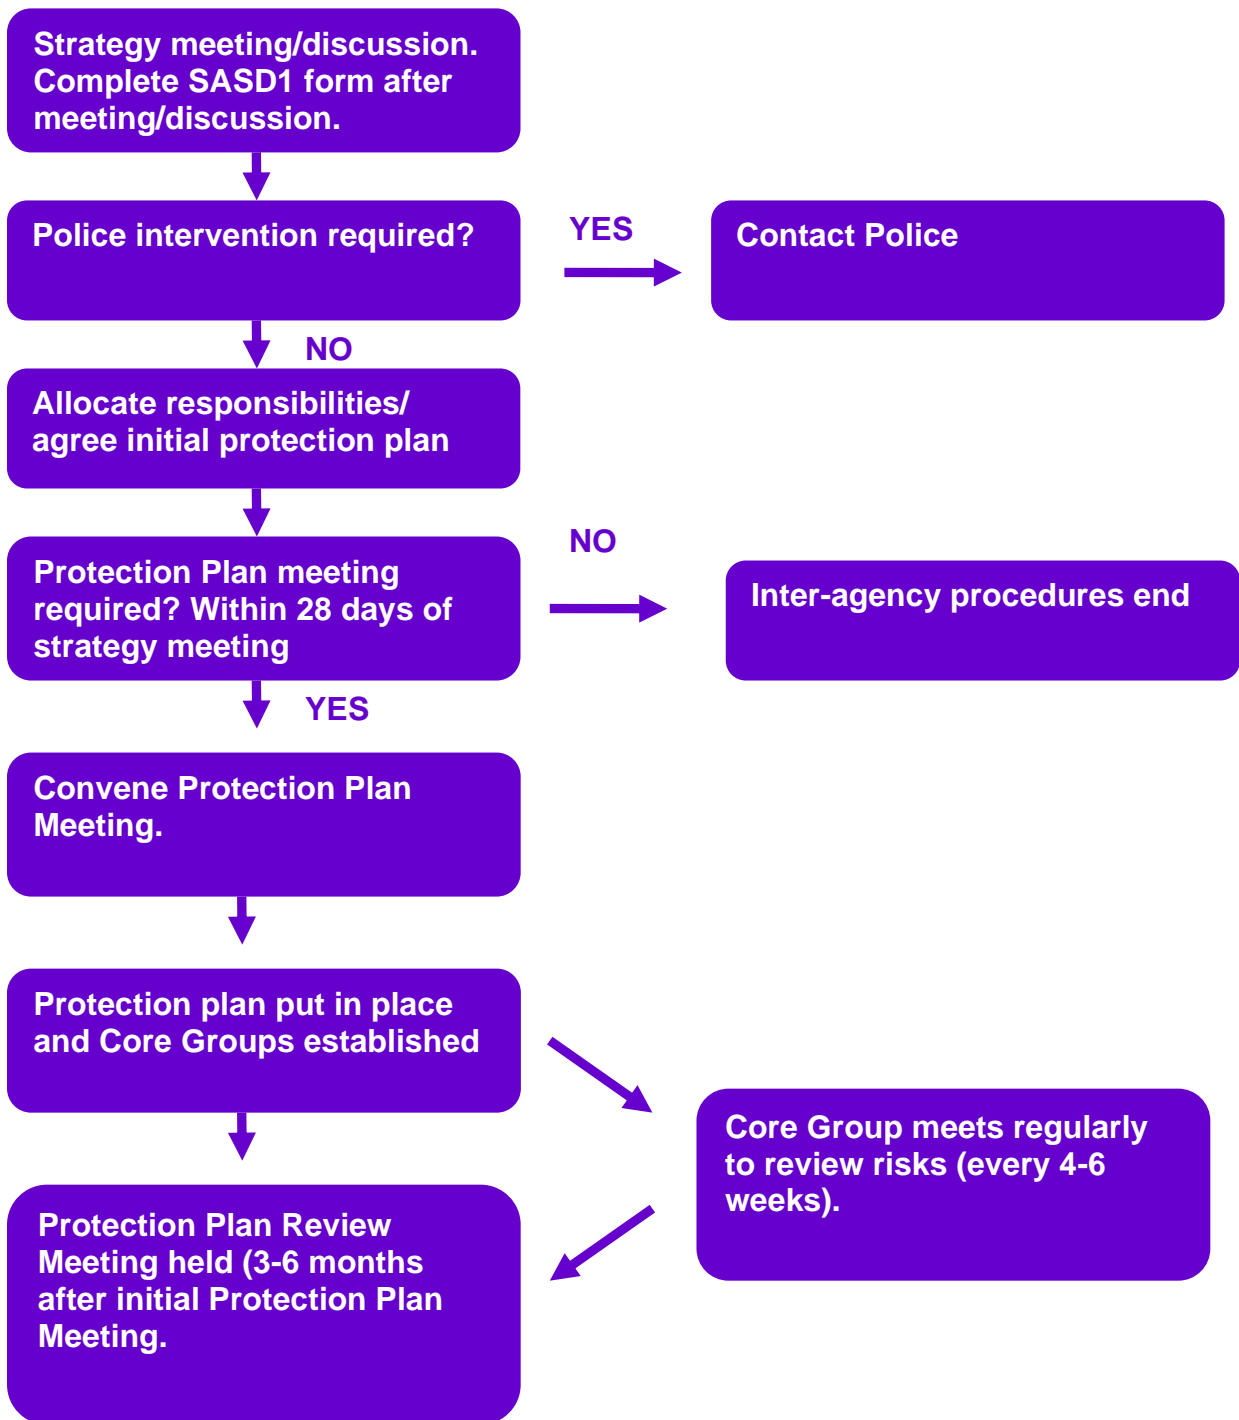 Strategy meeting/discussion.
Complete SASD1 form after
meeting/discussion.
Police intervention required?
YES
Contact Police
NO
Allocate responsibilities/
agree initial protection plan
Protection Plan meeting
required? Within 28 days of
strategy meeting
NO
Inter-agency procedures end
YES
Convene Protection Plan
Meeting.
Protection plan put in place
and Core Groups established
Core Group meets regularly
to review risks (every 4-6
weeks).
Protection Plan Review
Meeting held (3-6 months
after initial Protection Plan
Meeting.